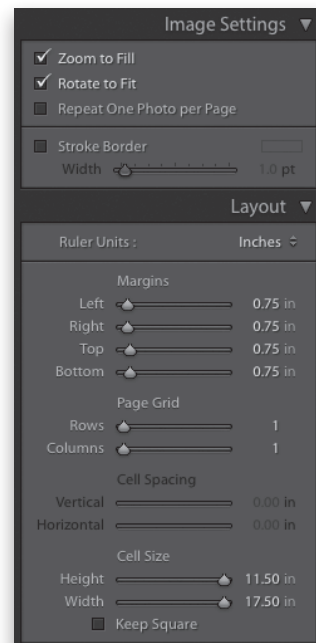 Image Settings
Zoom to Fill
Rotate to Fit
Repeat One Photo per Page
Stroke Border
Width 1.0 pt
Layout
Ruler Units : Inches
Margins
Left 0.75 in
Right 0.75 in
Top 0.75 in
Bottom 0.75 in
Page Grid
Rows 1
Columns 1
Cell Spacing
Vertical 0.00 in
Horizontal 0.00 in
Cell Size
Height 11.50 in
Width 17.50 in
Keep Square